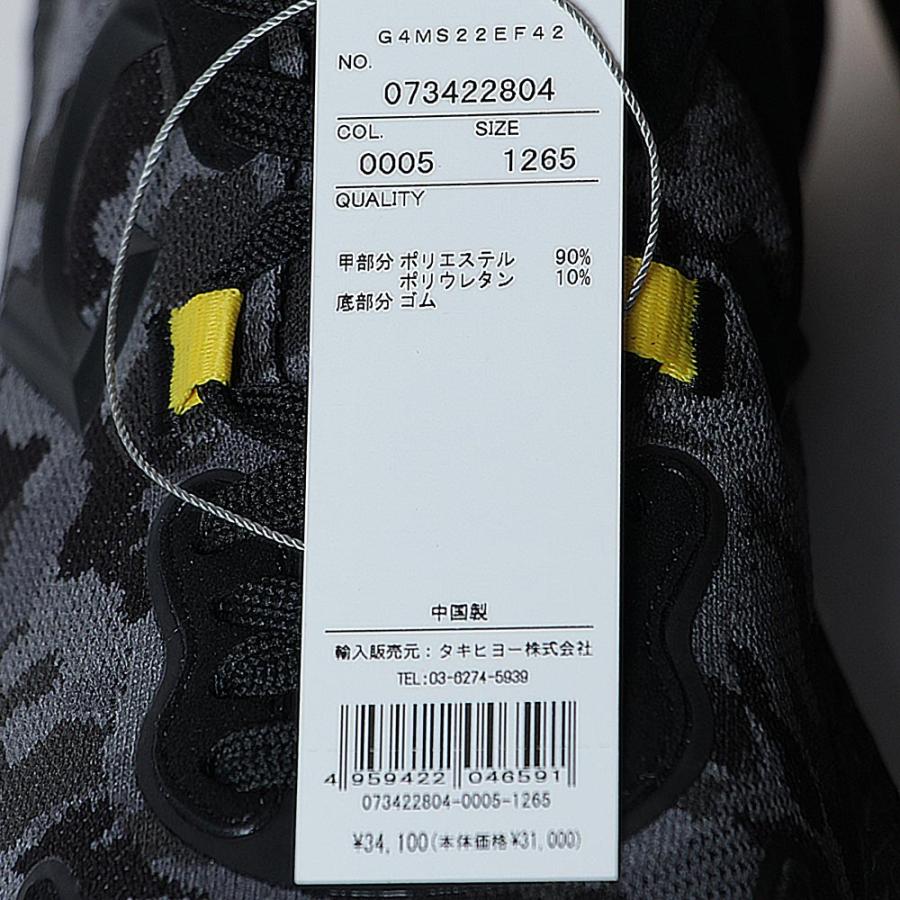 G4MS22EF42
NO.
073422804
COL. SIZE
0005 1265
QUALITY
甲部分 ポリエステル 90%
ポリウレタン 10%
底部分 ゴム
中国製
輸入販売元：タキヒヨー株式会社
TEL:03-6274-5939
4 959422 046591
073422804-0005-1265
¥34,100(本体価格¥31,000)